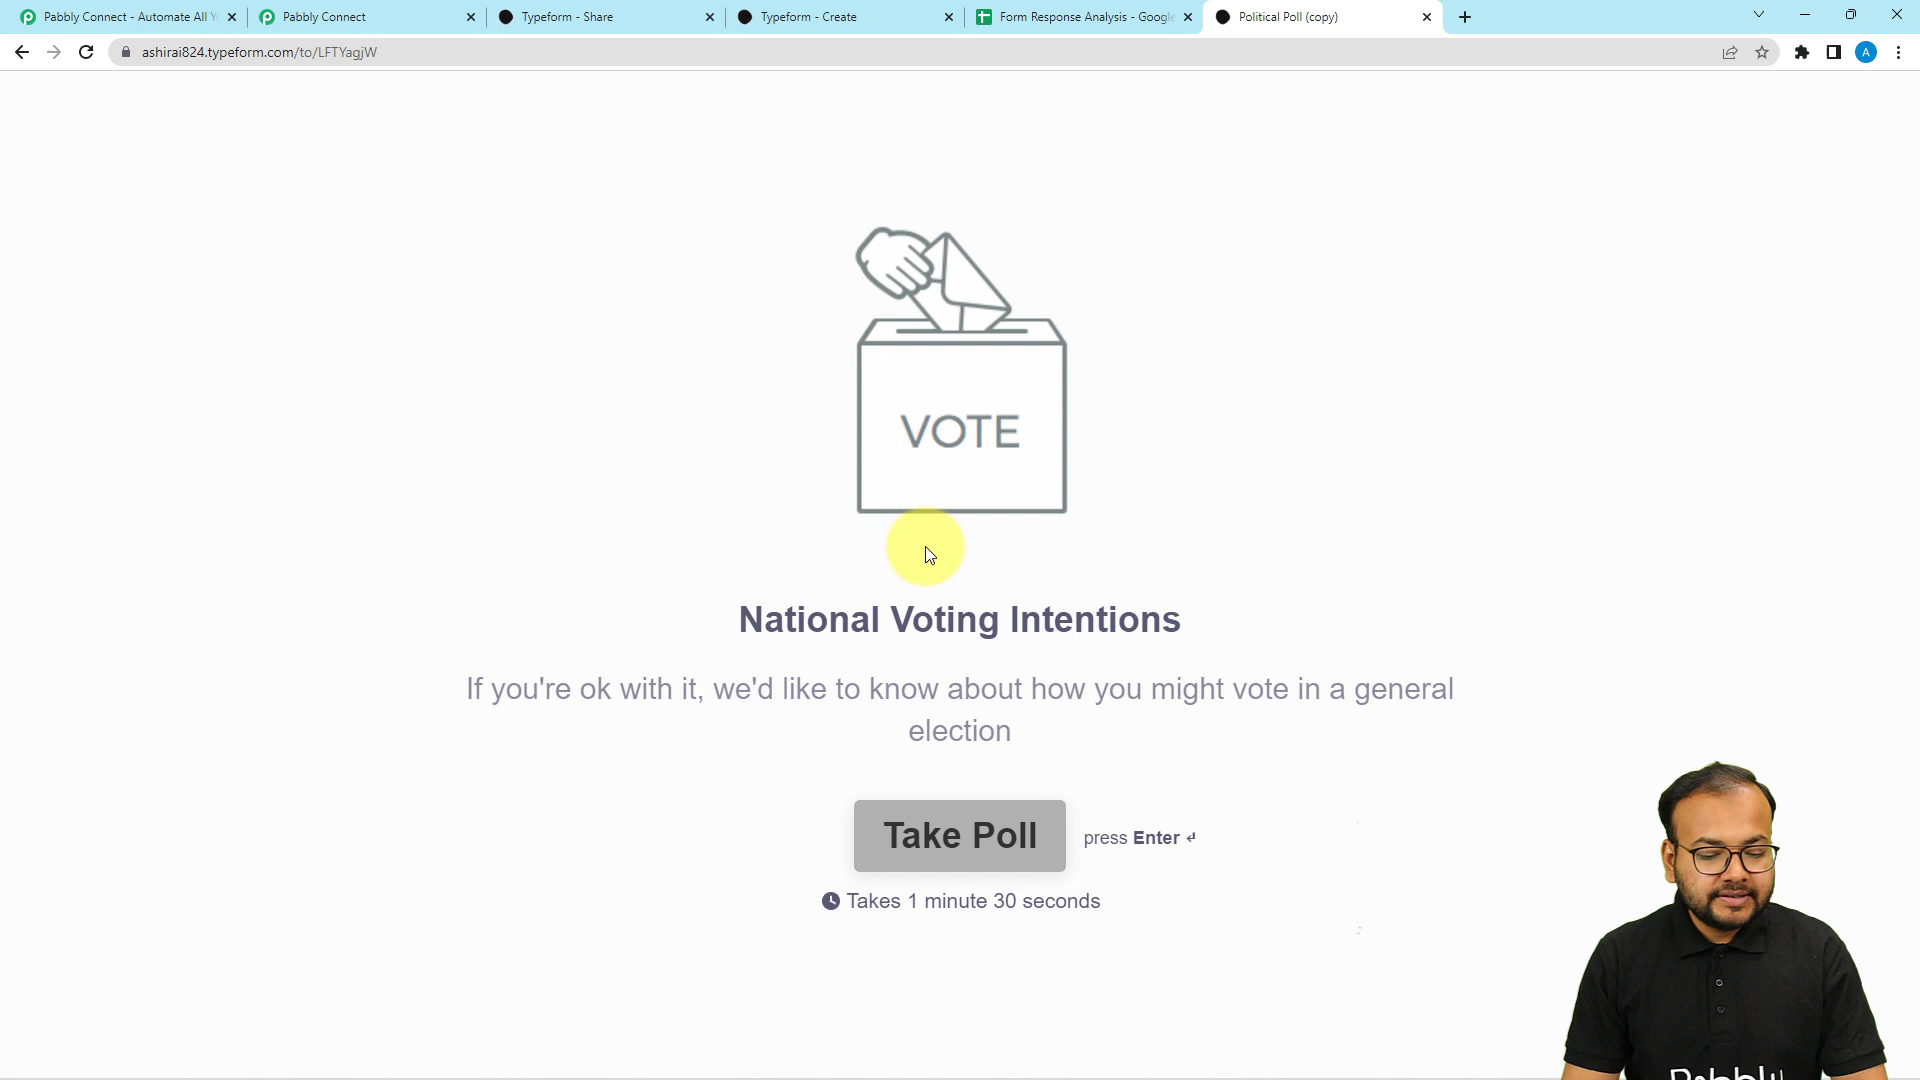 Pabbly Connect - Automate All Y
Pabbly Connect
Typeform - Share
Typeform - Create
Form Response Analysis - Google
Political Poll (copy)
ashirai824.typeform.com/to/LFTYagjW
A
VOTE
National Voting Intentions
If you're ok with it, we'd like to know about how you might vote in a general
election
Take Poll
press Enter ↵
Takes 1 minute 30 seconds
Pabbly